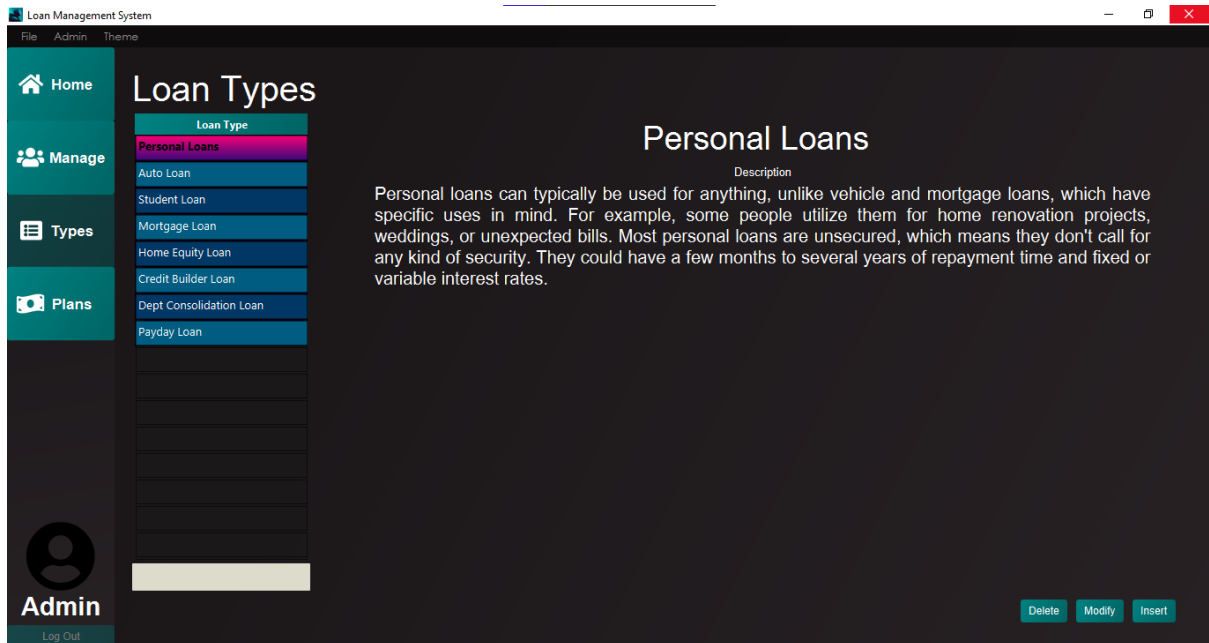 Loan Management System
File Admin Theme
Home
Manage
Types
Plans
Admin
Log Out
Loan Types
Loan Type
Personal Loans
Auto Loan
Student Loan
Mortgage Loan
Home Equity Loan
Credit Builder Loan
Dept Consolidation Loan
Payday Loan
Personal Loans
Description
Personal loans can typically be used for anything, unlike vehicle and mortgage loans, which have
specific uses in mind. For example, some people utilize them for home renovation projects,
weddings, or unexpected bills. Most personal loans are unsecured, which means they don't call for
any kind of security. They could have a few months to several years of repayment time and fixed or
variable interest rates.
Delete Modify Insert